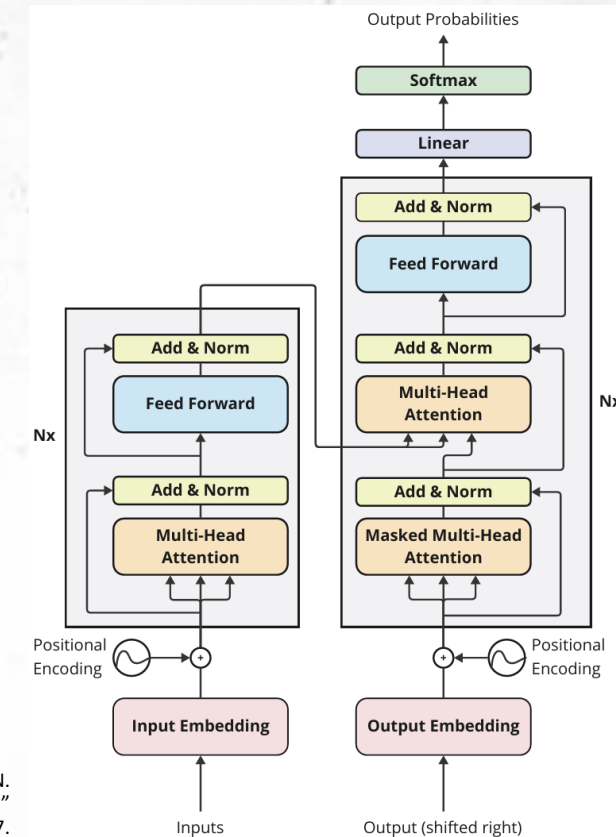 Output Probabilities
Softmax
Linear
Add & Norm
Feed Forward
Add & Norm
Multi-Head
Attention
Nx
Add & Norm
Masked Multi-Head
Attention
Positional
Encoding
+
Output Embedding
Output (shifted right)
Add & Norm
Feed Forward
Nx
Add & Norm
Multi-Head
Attention
Positional
Encoding
+
Input Embedding
Inputs
N.
”
7.